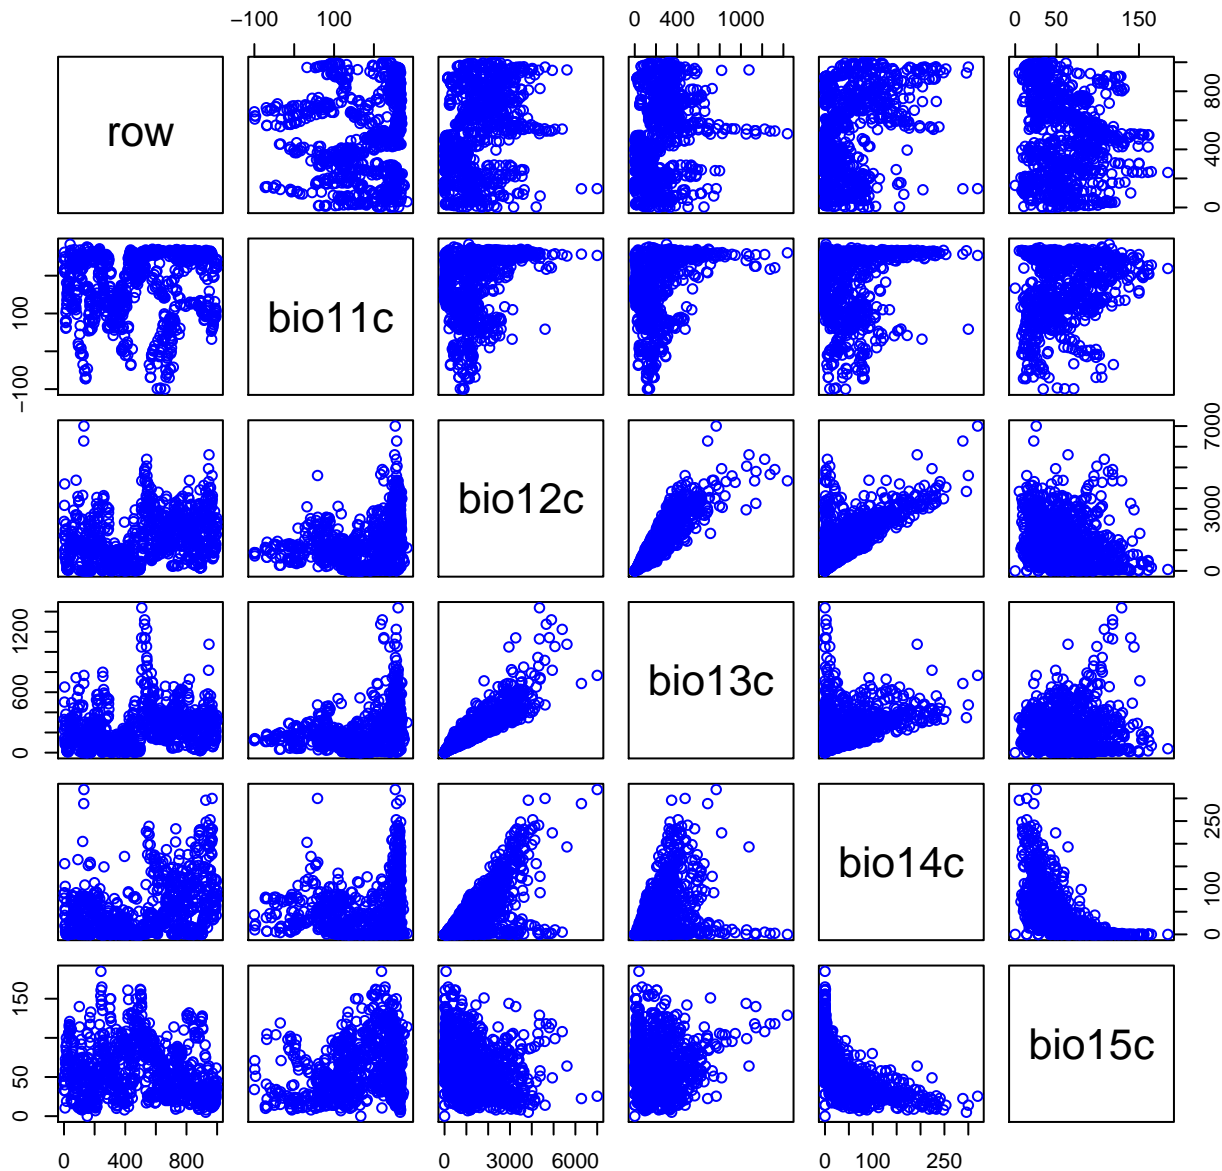 -100 100 0 400 1000 0 50 150
row 0 400 800
-100 100 bio11c
bio12c 0 3000 7000
0 600 1200 bio13c
bio14c 0 100 250
0 50 150 bio15c
0 400 800 0 3000 6000 0 100 250